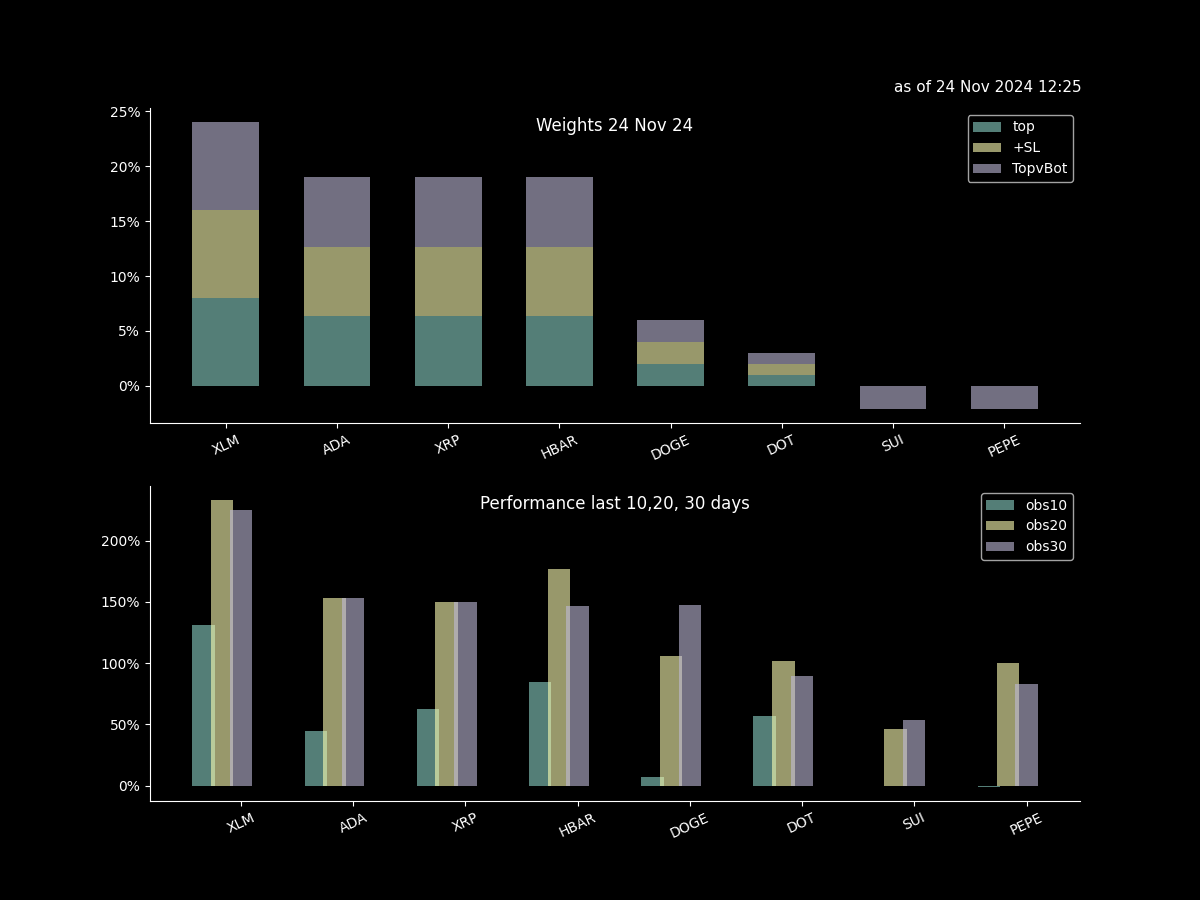 as of 24 Nov 2024 12:25
Weights 24 Nov 24
top
+SL
TopvBot
25%
20%
15%
10%
5%
0%
XLM
ADA
XRP
HBAR
DOGE
DOT
SUI
PEPE
Performance last 10,20, 30 days
obs10
obs20
obs30
200%
150%
100%
50%
0%
XLM
ADA
XRP
HBAR
DOGE
DOT
SUI
PEPE